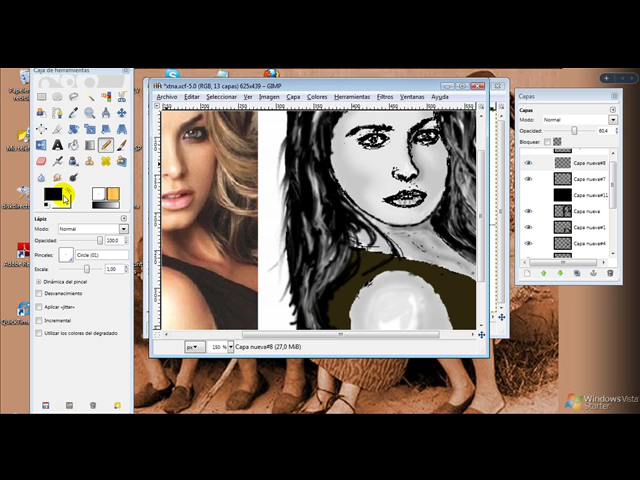 Caja de herramientas
*xtna.xcf-5.0 (RGB, 13 capas) 625x439 – GIMP
Archivo Editar Seleccionar Ver Imagen Capa Colores Herramientas Filtros Ventanas Ayuda
Lápiz
Modo: Normal
Opacidad: 100,0
Pinceles: Circle (01)
Escala: 1,00
Dinámica del pincel
Desvanecimiento
Aplicar «jitter»
Incremental
Utilizar los colores del degradado
px
150 %
Capa nueva#8 (27,0 MiB)
Capas
Capas
Modo: Normal
Opacidad: 60,4
Bloquear:
Capa nueva#8
Capa nueva#7
Capa nueva#11
Capa nueva
Capa nueva#1
Capa nueva#4
Windows Vista
Starter